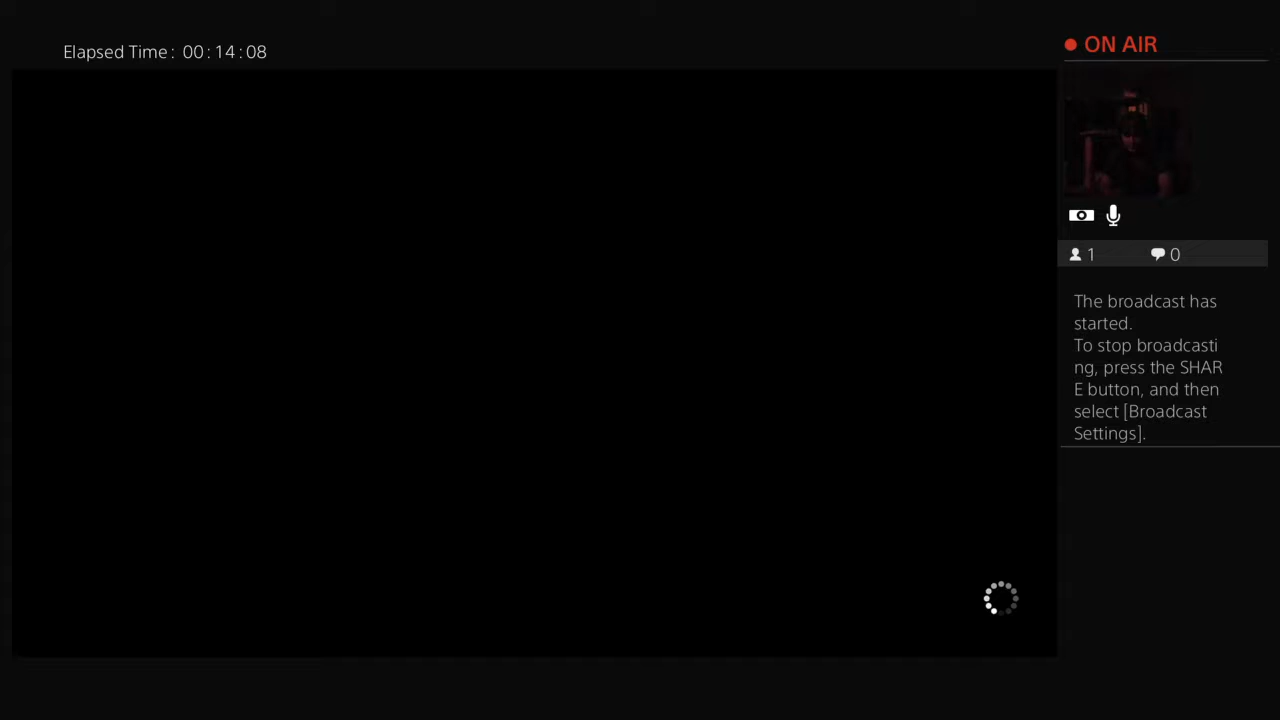 Elapsed Time: 00:14:08
ON AIR
1 0
The broadcast has
started.
To stop broadcasti
ng, press the SHAR
E button, and then
select [Broadcast
Settings].